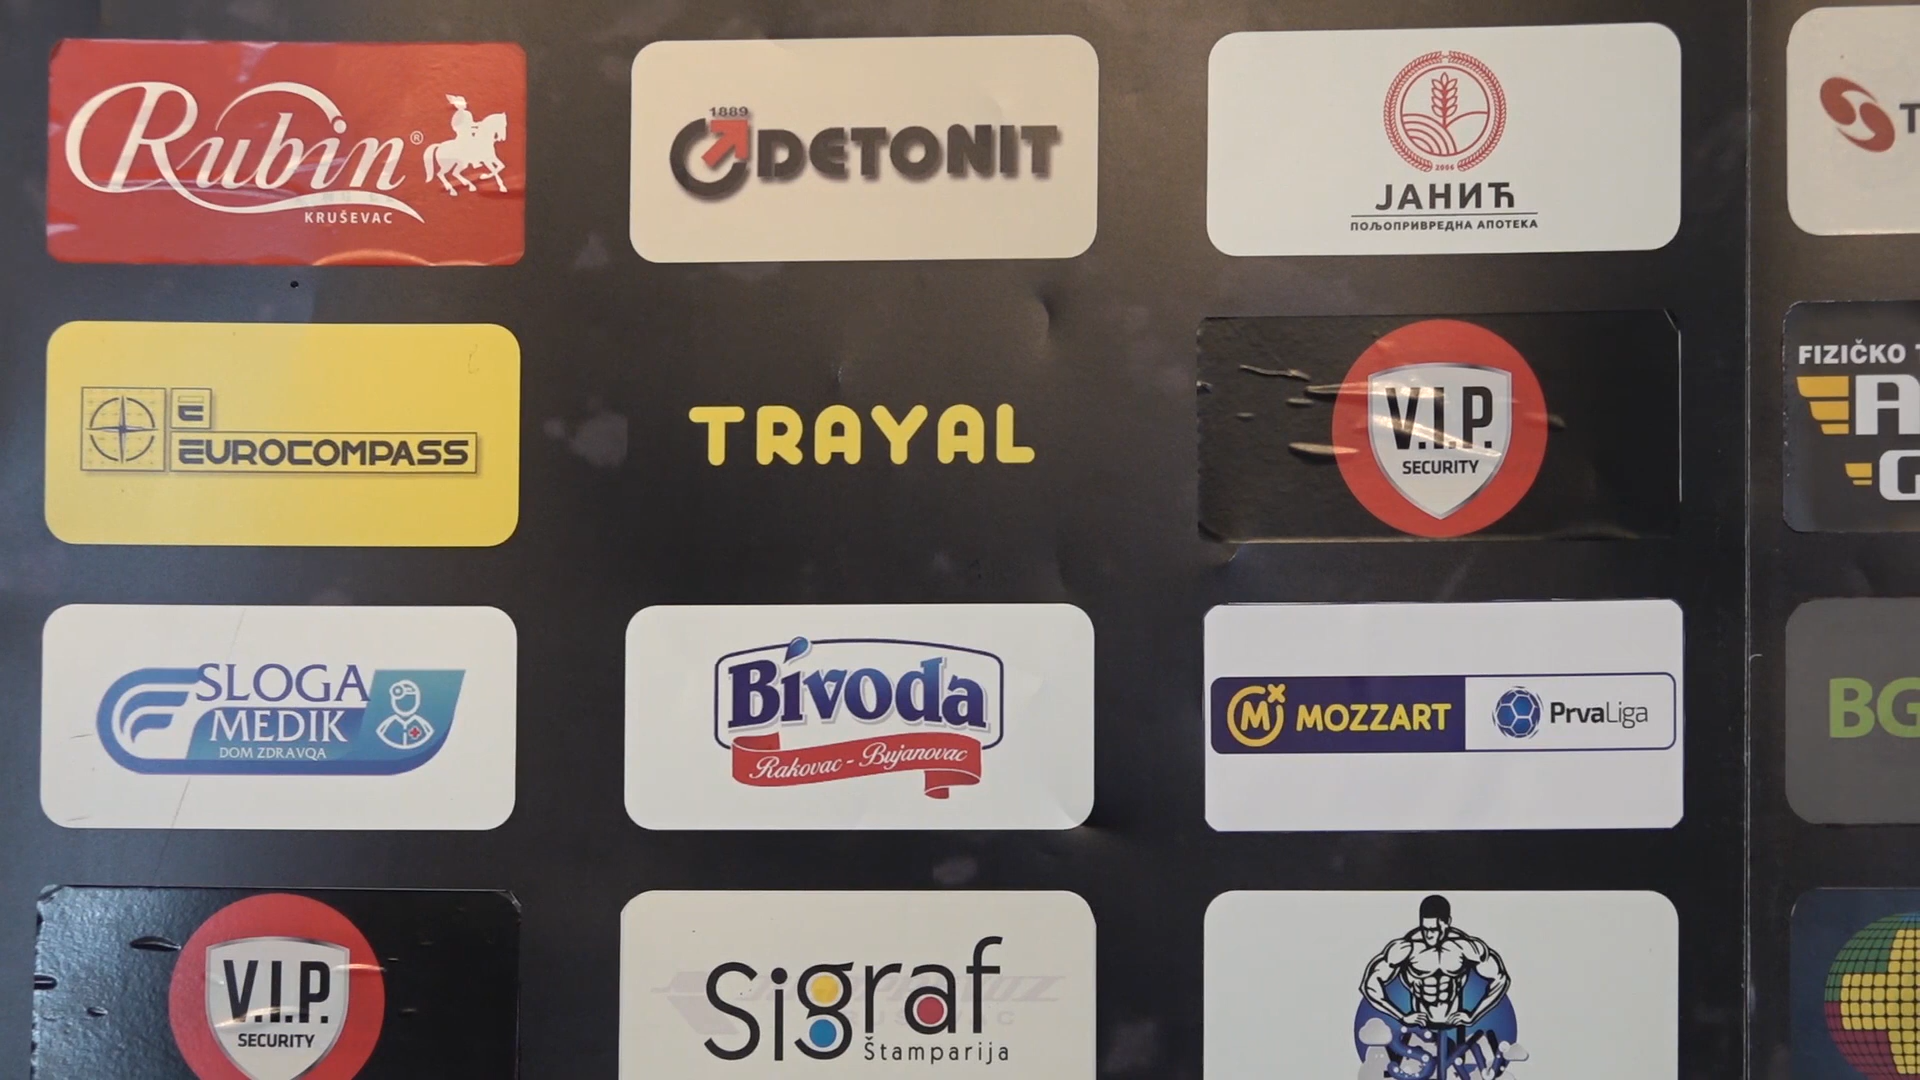 Rubin®
KRUŠEVAC
1889
DETONIT
2006
ЈАНИЋ
ПОЉОПРИВРЕДНА АПОТЕКА
E
EUROCOMPASS
TRAYAL
V.I.P.
SECURITY
FIZIČKO
SLOGA
MEDIK
DOM ZDRAVQA
Bivoda
Rakovac - Bujanovac
M MOZZART
PrvaLiga
BG
V.I.P.
SECURITY
Sigraf
Štamparija